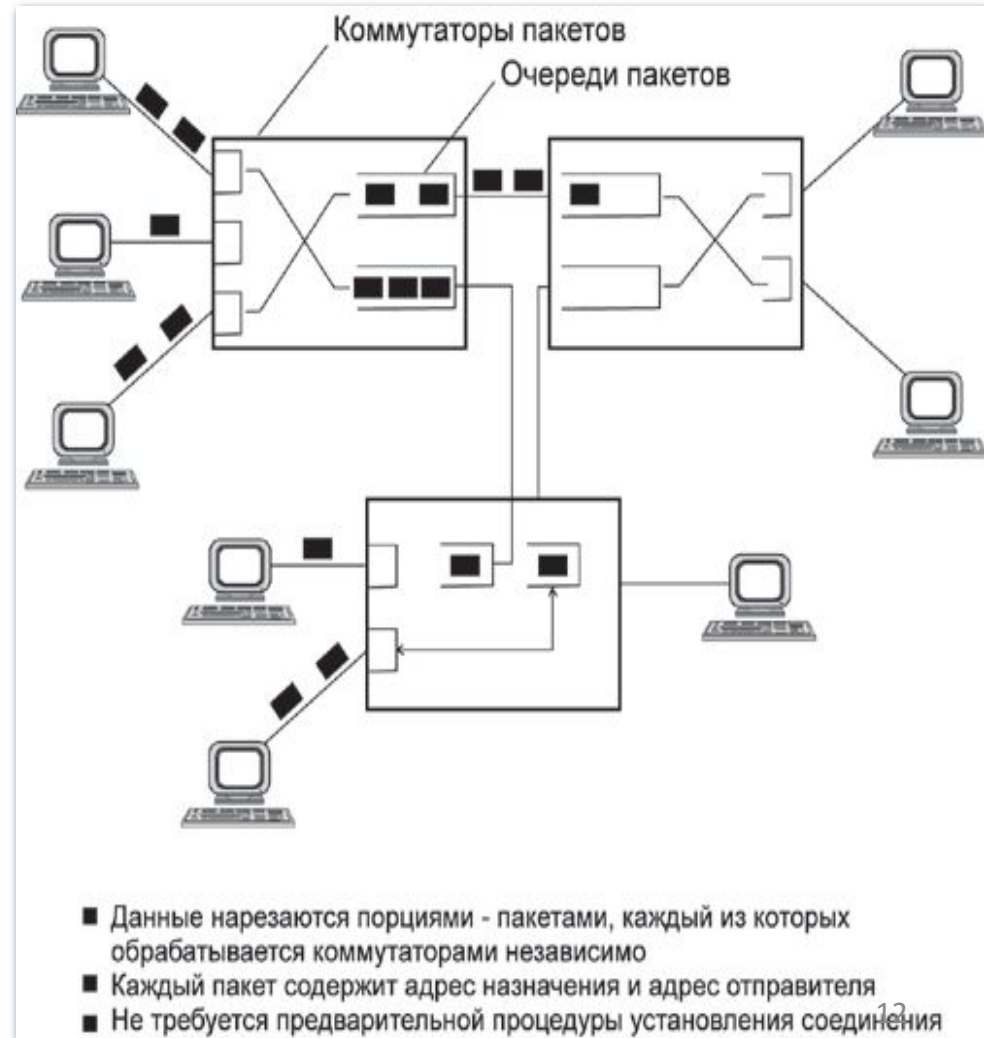 Коммутаторы пакетов
Очереди пакетов
Данные нарезаются порциями - пакетами, каждый из которых
обрабатывается коммутаторами независимо
Каждый пакет содержит адрес назначения и адрес отправителя
12
Не требуется предварительной процедуры установления соединения